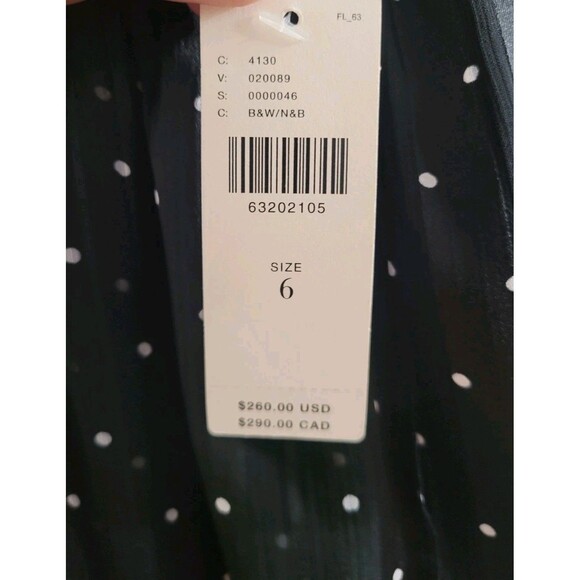 FL_63
C: 4130
V: 020089
S: 0000046
C: B&W/N&B
63202105
SIZE
6
$260.00 USD
$290.00 CAD